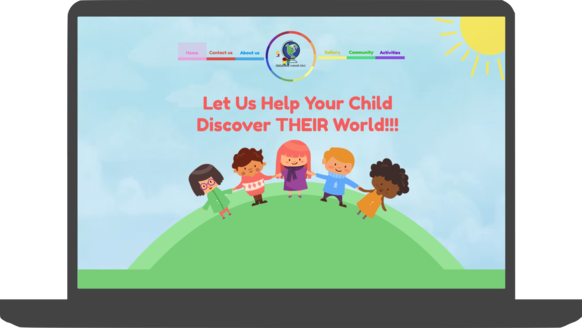 Home
Contact us
About us
Gallery
Community
Activities
Let Us Help Your Child
Discover THEIR World!!!